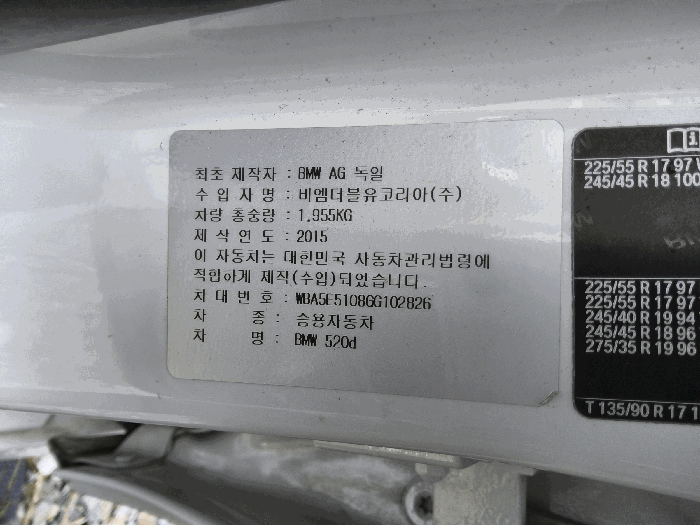 최초 제작자 : BMW AG 독일
수 입 자 명 : 비엠더블유코리아(주)
차량 총중량 : 1,955KG
제 작 연 도 : 2015
이 자동차는 대한민국 자동차관리법령에
적합하게 제작(수입)되었습니다.
차 대 번 호 : WBA5E5108GG102826
차 종 : 승용자동차
차 명 : BMW 520d
225/55 R 17 97
245/45 R 18 100
225/55 R 17 97
225/55 R 17 97
245/40 R 19 94
245/45 R 18 96
275/35 R 19 96
T 135/90 R 17